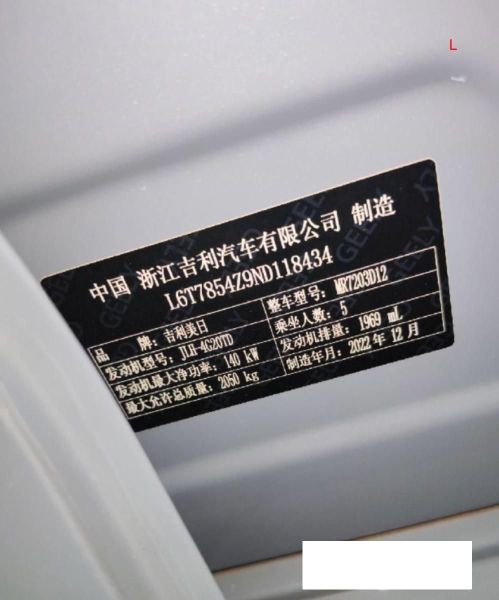 L
中国 浙江吉利汽车有限公司 制造
L6T7854Z9ND118434
品 牌: 吉利美日 整车型号: MR7203D12
发动机型号: JLH-4G20TD 乘坐人数: 5
发动机最大净功率: 140 kW 发动机排量: 1969 mL
最大允许总质量: 2050 kg 制造年月: 2022 年 12 月